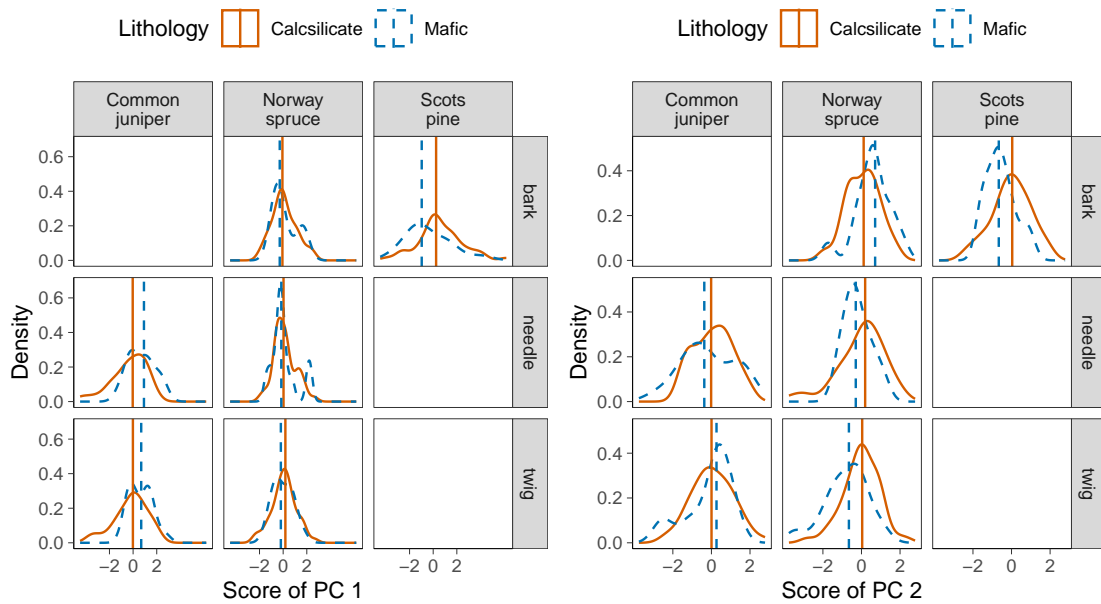 Lithology Calcsilicate Mafic
Common juniper Norway spruce Scots pine
0.6
0.4
0.2
0.0
bark
0.6
0.4
0.2
0.0
needle
0.6
0.4
0.2
0.0
twig
Density
−2 0 2 −2 0 2 −2 0 2
Score of PC 1
Lithology Calcsilicate Mafic
Common juniper Norway spruce Scots pine
0.4
0.2
0.0
bark
0.4
0.2
0.0
needle
0.4
0.2
0.0
twig
Density
−2 0 2 −2 0 2 −2 0 2
Score of PC 2